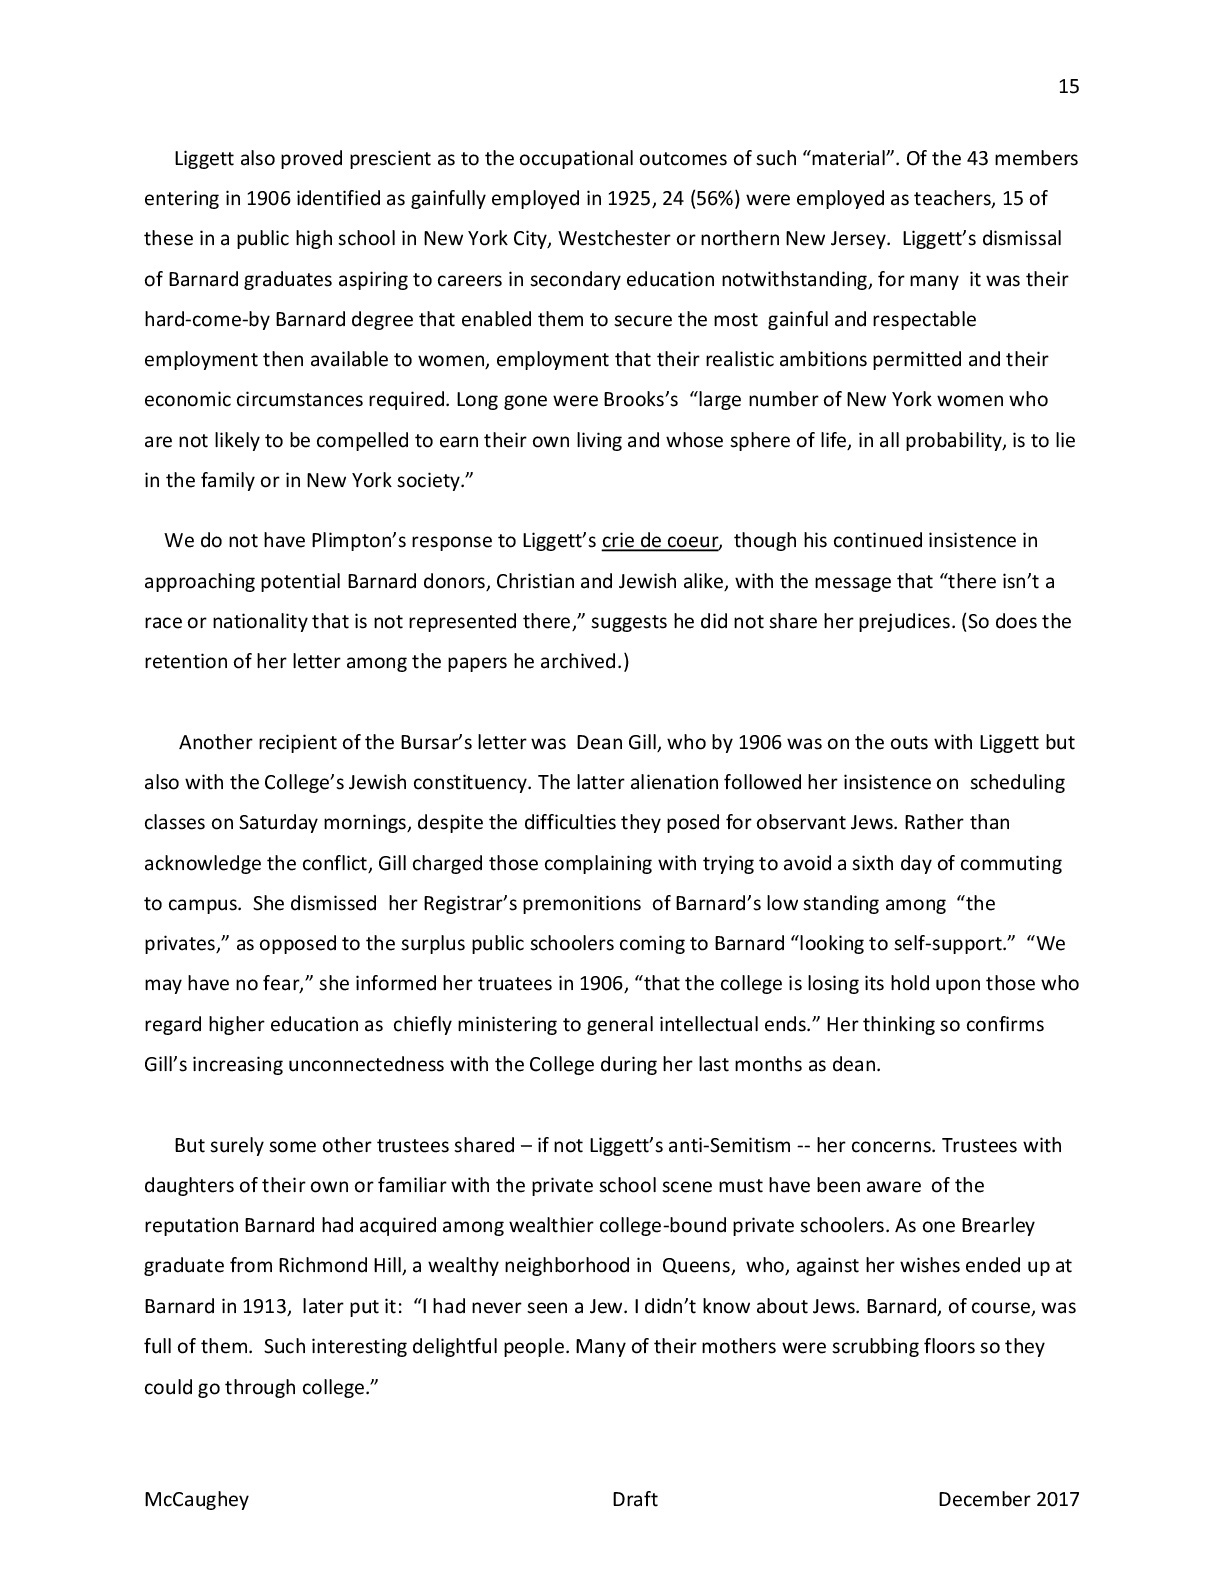 15
Liggett also proved prescient as to the occupational outcomes of such “material”. Of the 43 members
entering in 1906 identified as gainfully employed in 1925, 24 (56%) were employed as teachers, 15 of
these in a public high school in New York City, Westchester or northern New Jersey.  Liggett’s dismissal
of Barnard graduates aspiring to careers in secondary education notwithstanding, for many  it was their
hard-come-by Barnard degree that enabled them to secure the most  gainful and respectable
employment then available to women, employment that their realistic ambitions permitted and their
economic circumstances required. Long gone were Brooks’s  “large number of New York women who
are not likely to be compelled to earn their own living and whose sphere of life, in all probability, is to lie
in the family or in New York society.”
We do not have Plimpton’s response to Liggett’s crie de coeur,  though his continued insistence in
approaching potential Barnard donors, Christian and Jewish alike, with the message that “there isn’t a
race or nationality that is not represented there,” suggests he did not share her prejudices. (So does the
retention of her letter among the papers he archived.)
Another recipient of the Bursar’s letter was  Dean Gill, who by 1906 was on the outs with Liggett but
also with the College’s Jewish constituency. The latter alienation followed her insistence on  scheduling
classes on Saturday mornings, despite the difficulties they posed for observant Jews. Rather than
acknowledge the conflict, Gill charged those complaining with trying to avoid a sixth day of commuting
to campus.  She dismissed  her Registrar’s premonitions  of Barnard’s low standing among  “the
privates,” as opposed to the surplus public schoolers coming to Barnard “looking to self-support.”  “We
may have no fear,” she informed her truatees in 1906, “that the college is losing its hold upon those who
regard higher education as  chiefly ministering to general intellectual ends.” Her thinking so confirms
Gill’s increasing unconnectedness with the College during her last months as dean.
But surely some other trustees shared – if not Liggett’s anti-Semitism -- her concerns. Trustees with
daughters of their own or familiar with the private school scene must have been aware  of the
reputation Barnard had acquired among wealthier college-bound private schoolers. As one Brearley
graduate from Richmond Hill, a wealthy neighborhood in  Queens,  who, against her wishes ended up at
Barnard in 1913,  later put it:  “I had never seen a Jew. I didn’t know about Jews. Barnard, of course, was
full of them.  Such interesting delightful people. Many of their mothers were scrubbing floors so they
could go through college.”
McCaughey Draft December 2017